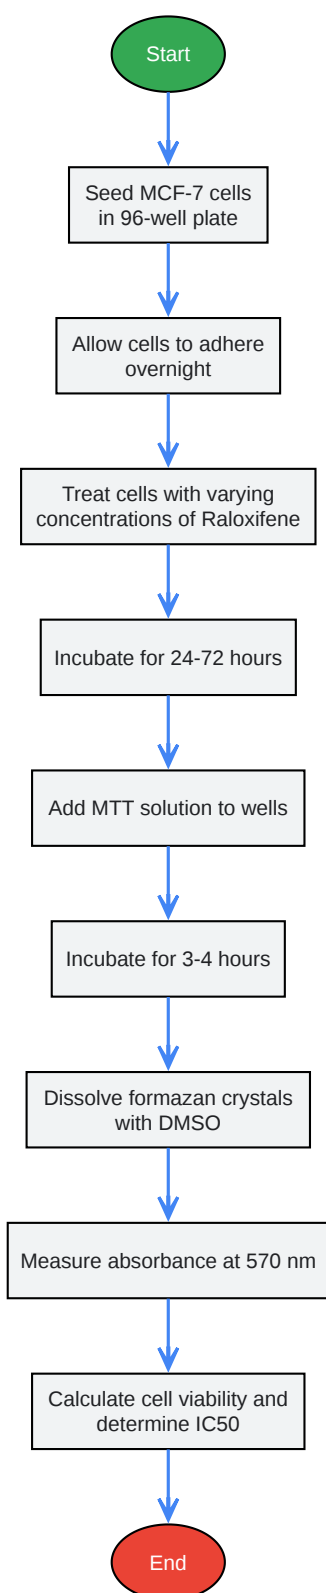 Start
Seed MCF-7 cells
in 96-well plate
Allow cells to adhere
overnight
Treat cells with varying
concentrations of Raloxifene
Incubate for 24-72 hours
Add MTT solution to wells
Incubate for 3-4 hours
Dissolve formazan crystals
with DMSO
Measure absorbance at 570 nm
Calculate cell viability and
determine IC50
End